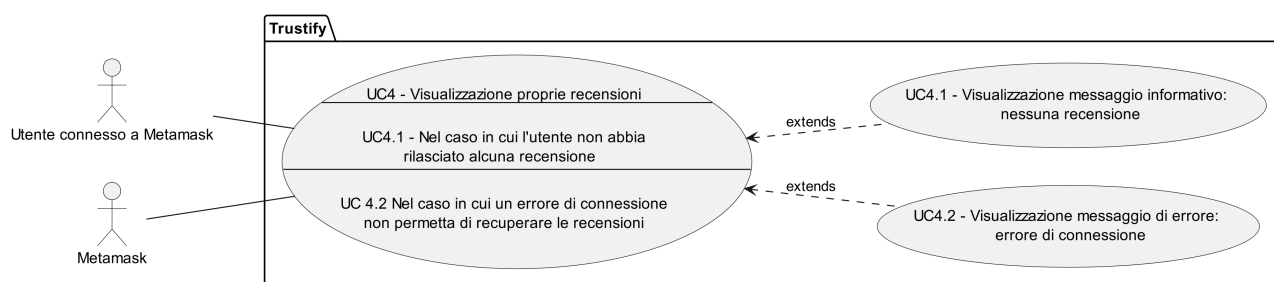 Trustify
Utente connesso a Metamask
Metamask
UC4 - Visualizzazione proprie recensioni
UC4.1 - Nel caso in cui l'utente non abbia
rilasciato alcuna recensione
UC 4.2 Nel caso in cui un errore di connessione
non permetta di recuperare le recensioni
extends
extends
UC4.1 - Visualizzazione messaggio informativo:
nessuna recensione
UC4.2 - Visualizzazione messaggio di errore:
errore di connessione